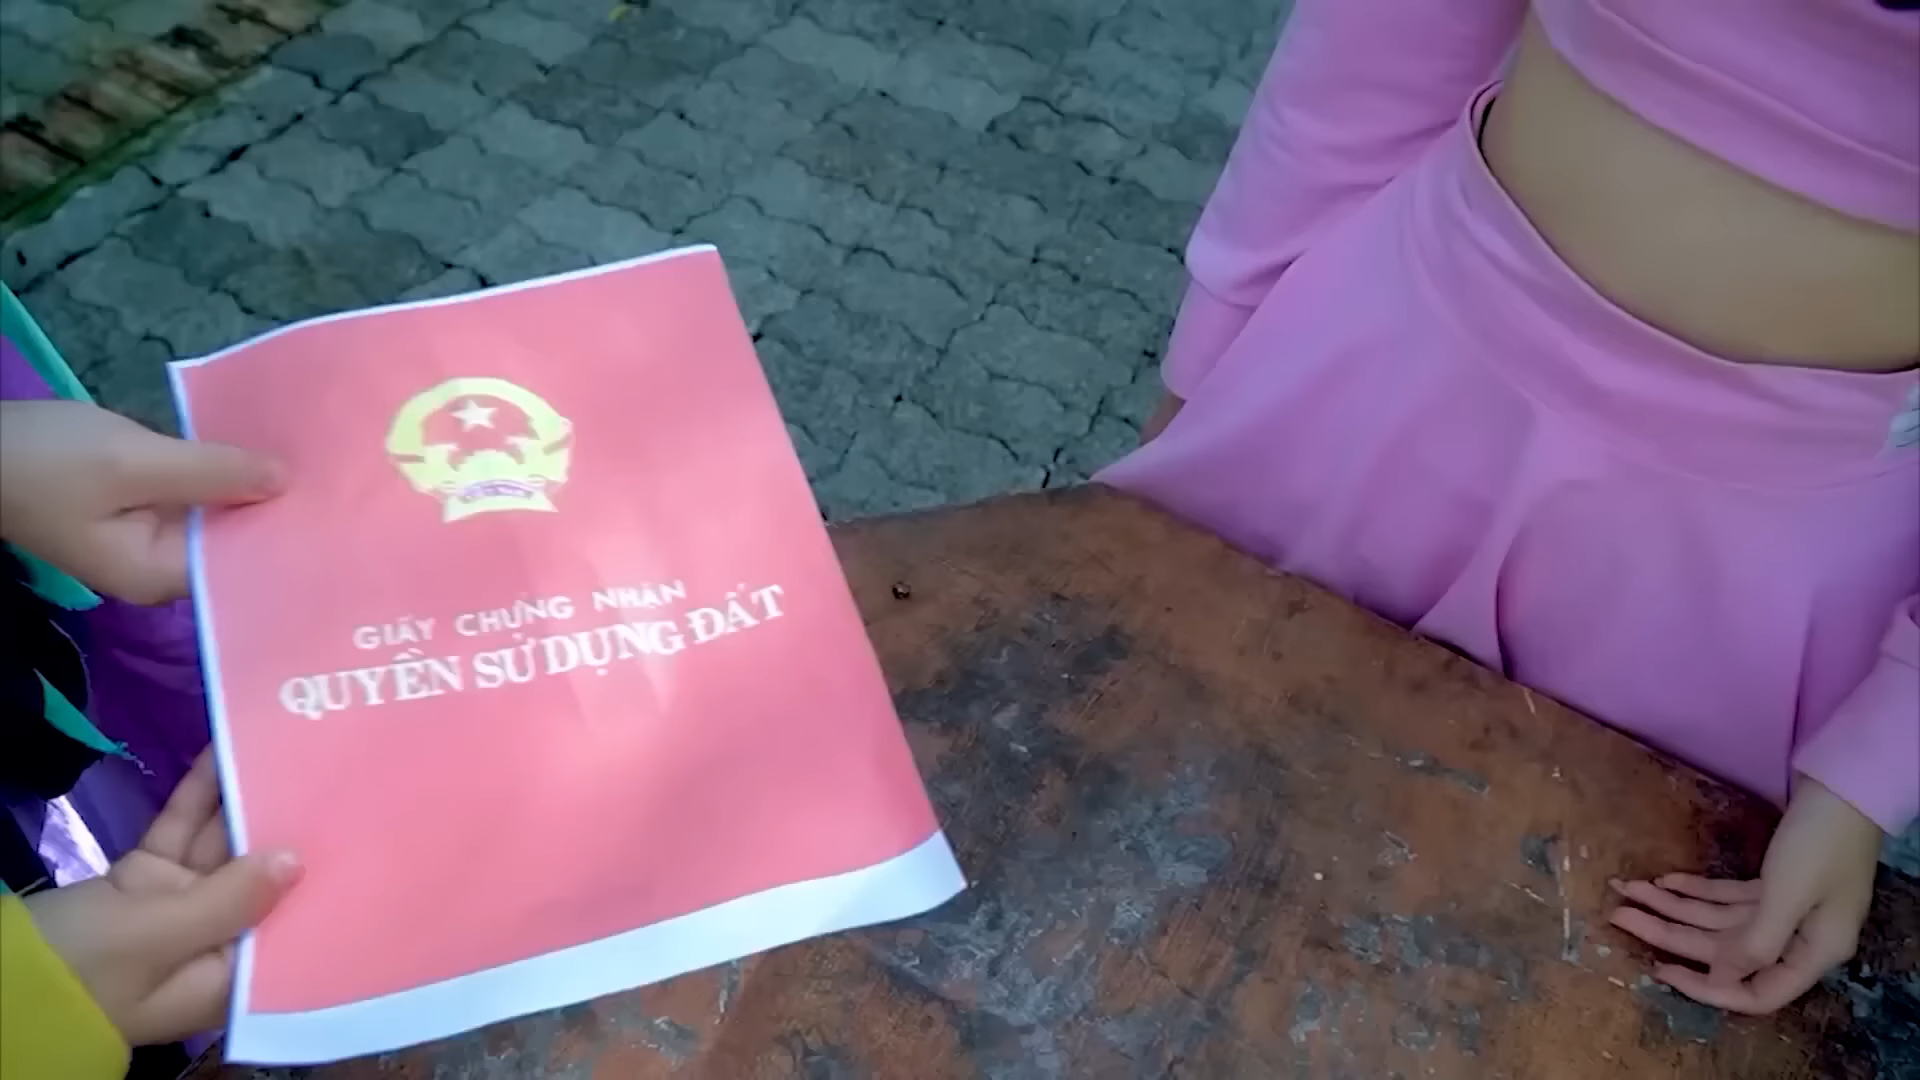 GIẤY CHỨNG NHẬN
QUYỀN SỬ DỤNG ĐẤT